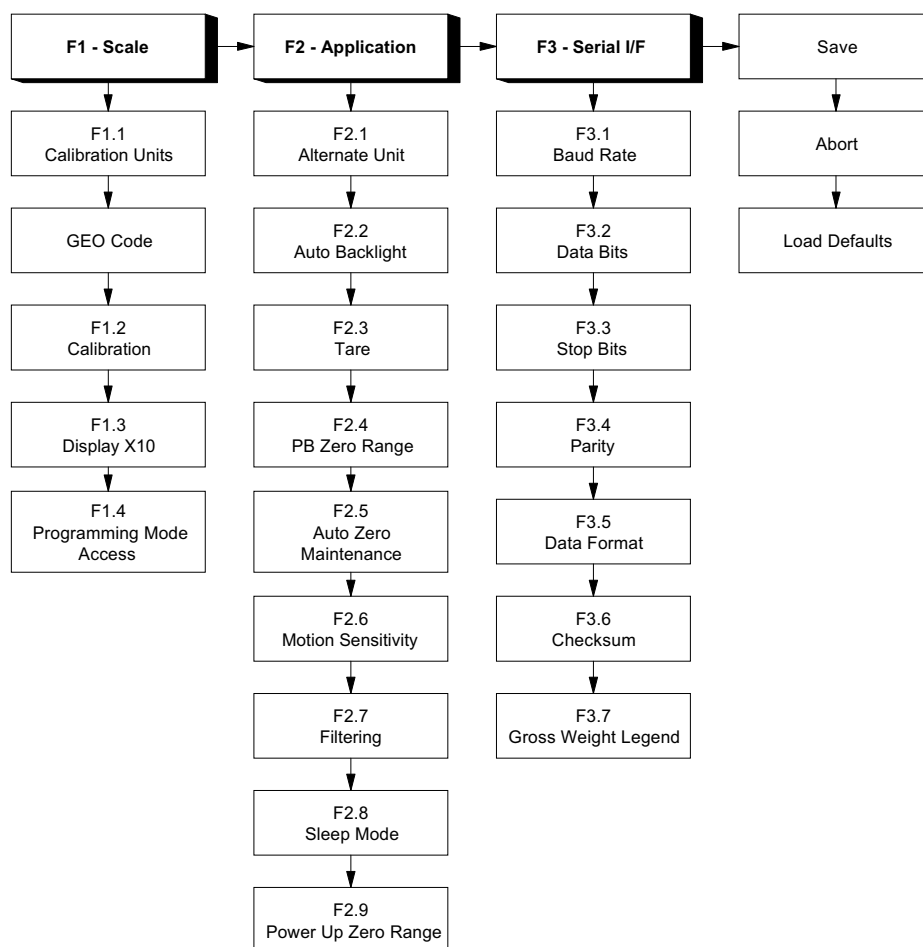 F1 - Scale
F2 - Application
F3 - Serial I/F
Save
F1.1
Calibration Units
GEO Code
F1.2
Calibration
F1.3
Display X10
F1.4
Programming Mode
Access
F2.1
Alternate Unit
F2.2
Auto Backlight
F2.3
Tare
F2.4
PB Zero Range
F2.5
Auto Zero
Maintenance
F2.6
Motion Sensitivity
F2.7
Filtering
F2.8
Sleep Mode
F2.9
Power Up Zero Range
F3.1
Baud Rate
F3.2
Data Bits
F3.3
Stop Bits
F3.4
Parity
F3.5
Data Format
F3.6
Checksum
F3.7
Gross Weight Legend
Abort
Load Defaults